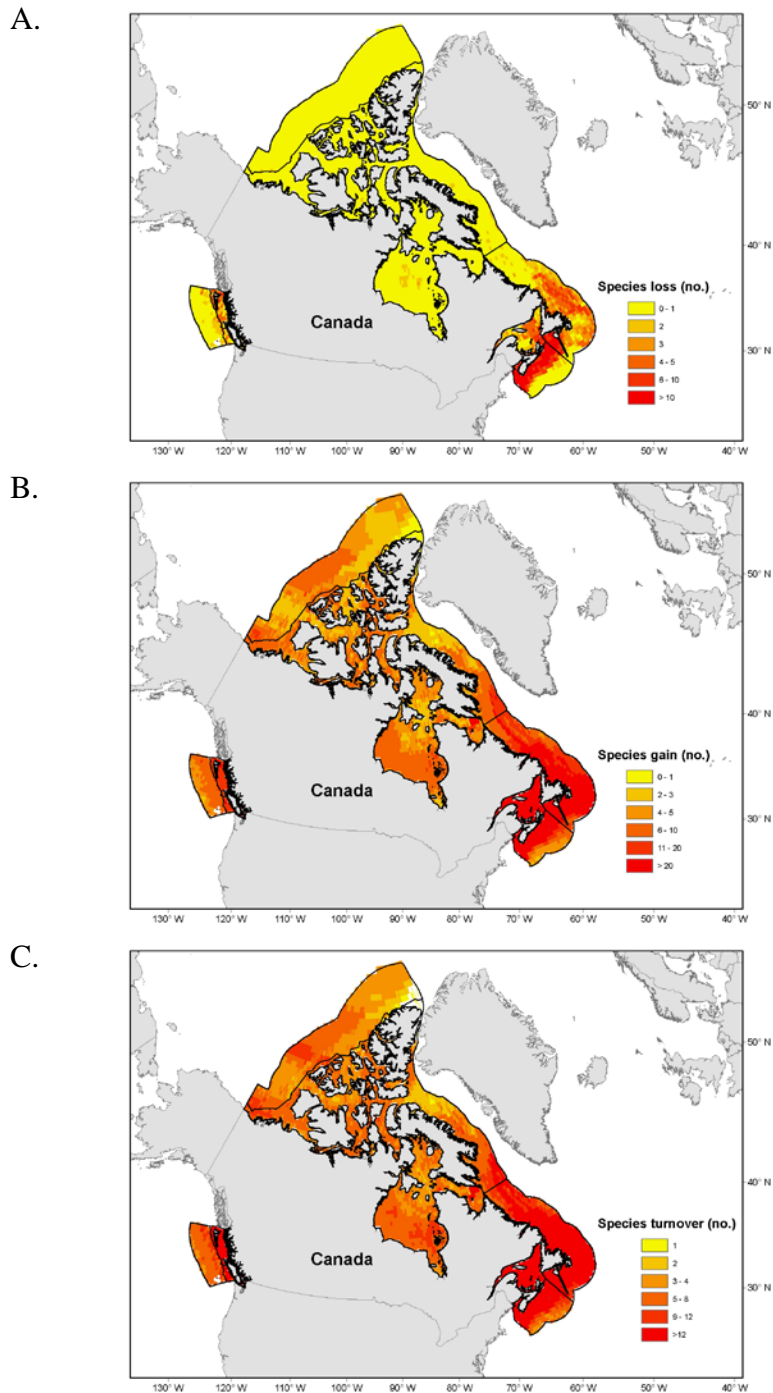 A.
50° N
40° N
30° N
Canada
Species loss (no.)
0 - 1
2
3
4 - 5
6 - 10
> 10
130° W 120° W 110° W 100° W 90° W 80° W 70° W 60° W 50° W 40° W
B.
50° N
40° N
30° N
Canada
Species gain (no.)
0 - 1
2 - 3
4 - 5
6 - 10
11 - 20
> 20
130° W 120° W 110° W 100° W 90° W 80° W 70° W 60° W 50° W 40° W
C.
50° N
40° N
30° N
Canada
Species turnover (no.)
1
2
3 - 4
5 - 8
9 - 12
>12
130° W 120° W 110° W 100° W 90° W 80° W 70° W 60° W 50° W 40° W